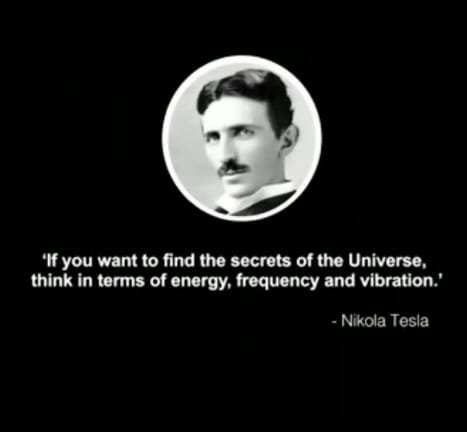 ‘If you want to find the secrets of the Universe,
think in terms of energy, frequency and vibration.’
- Nikola Tesla